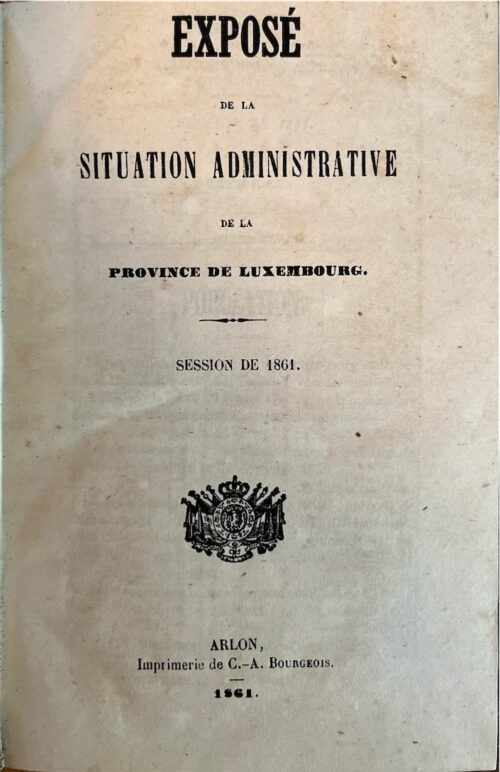 EXPOSÉ
DE LA
SITUATION ADMINISTRATIVE
DE LA
PROVINCE DE LUXEMBOURG.
SESSION DE 1861.
ARLON,
Imprimerie de C.-A. BOURGEOIS.
1861.